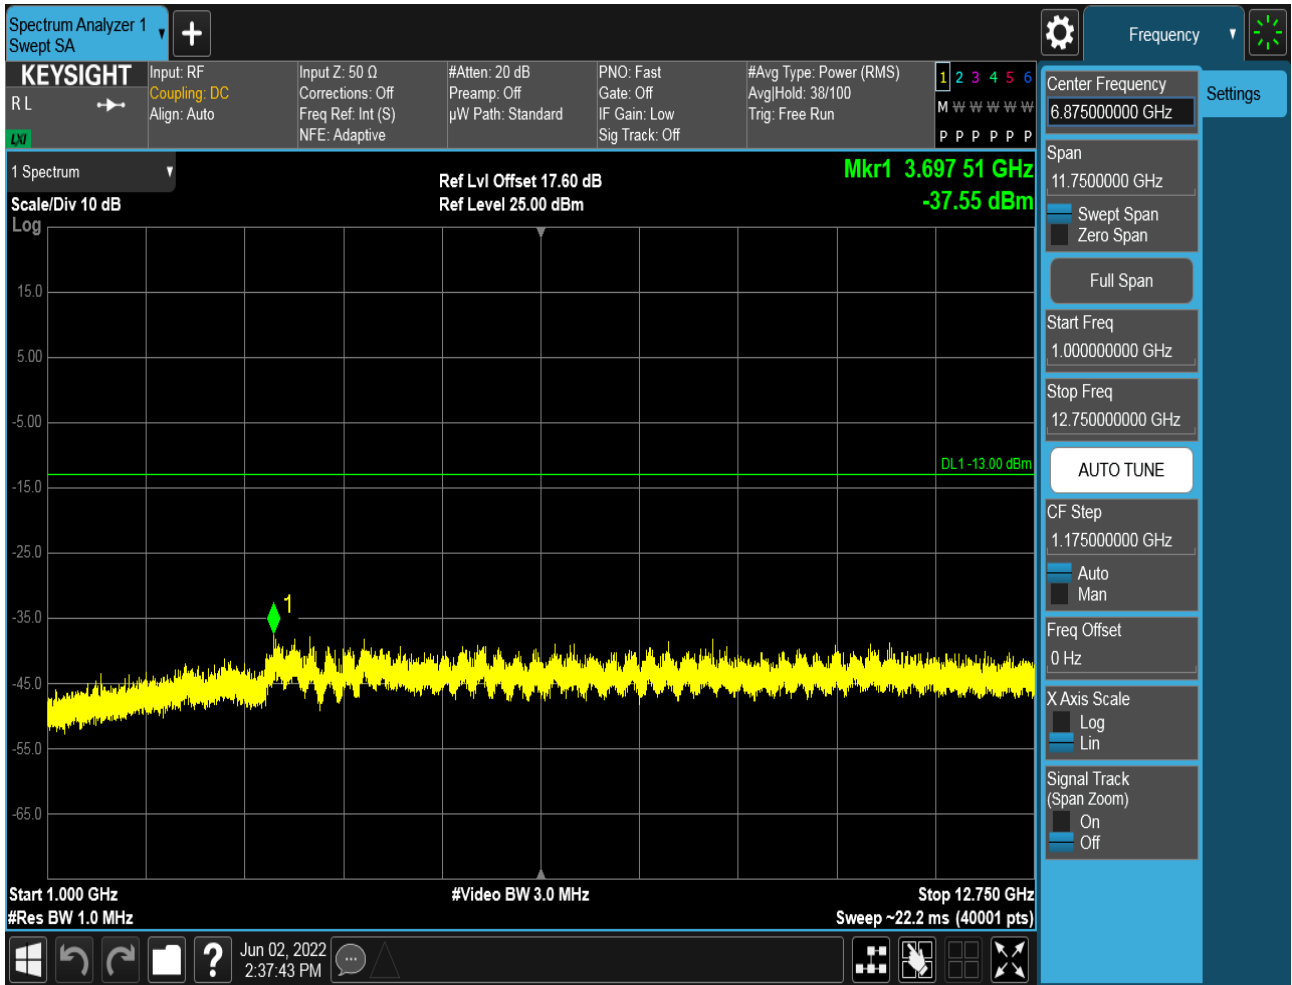 Spectrum Analyzer 1
Swept SA
Frequency
KEYSIGHT
R L
LXI
Input: RF
Coupling: DC
Align: Auto
Input Z: 50 Ω
Corrections: Off
Freq Ref: Int (S)
NFE: Adaptive
#Atten: 20 dB
Preamp: Off
µW Path: Standard
PNO: Fast
Gate: Off
IF Gain: Low
Sig Track: Off
#Avg Type: Power (RMS)
Avg|Hold: 38/100
Trig: Free Run
1 2 3 4 5 6
M W W W W W
P P P P P P
1 Spectrum
Scale/Div 10 dB
Log
Ref Lvl Offset 17.60 dB
Ref Level 25.00 dBm
Mkr1 3.697 51 GHz
-37.55 dBm
15.0
5.00
-5.00
-15.0
-25.0
-35.0
-45.0
-55.0
-65.0
DL1 -13.00 dBm
1
Start 1.000 GHz
#Res BW 1.0 MHz
#Video BW 3.0 MHz
Stop 12.750 GHz
Sweep ~22.2 ms (40001 pts)
Jun 02, 2022
2:37:43 PM
Center Frequency
6.875000000 GHz
Settings
Span
11.7500000 GHz
Swept Span
Zero Span
Full Span
Start Freq
1.000000000 GHz
Stop Freq
12.750000000 GHz
AUTO TUNE
CF Step
1.175000000 GHz
Auto
Man
Freq Offset
0 Hz
X Axis Scale
Log
Lin
Signal Track
(Span Zoom)
On
Off